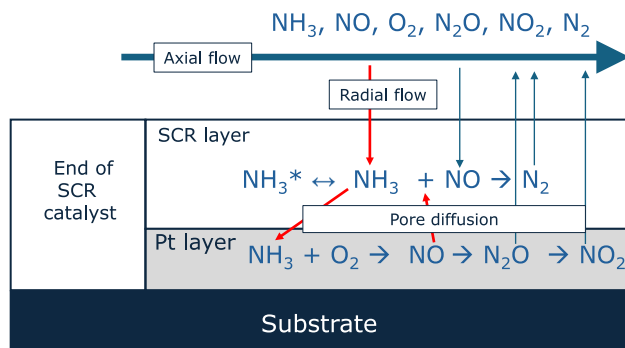 NH₃, NO, O₂, N₂O, NO₂, N₂
Axial flow
Radial flow
SCR layer
End of
SCR
catalyst
NH₃* ↔ NH₃ + NO → N₂
Pore diffusion
Pt layer
NH₃ + O₂ → NO → N₂O → NO₂
Substrate